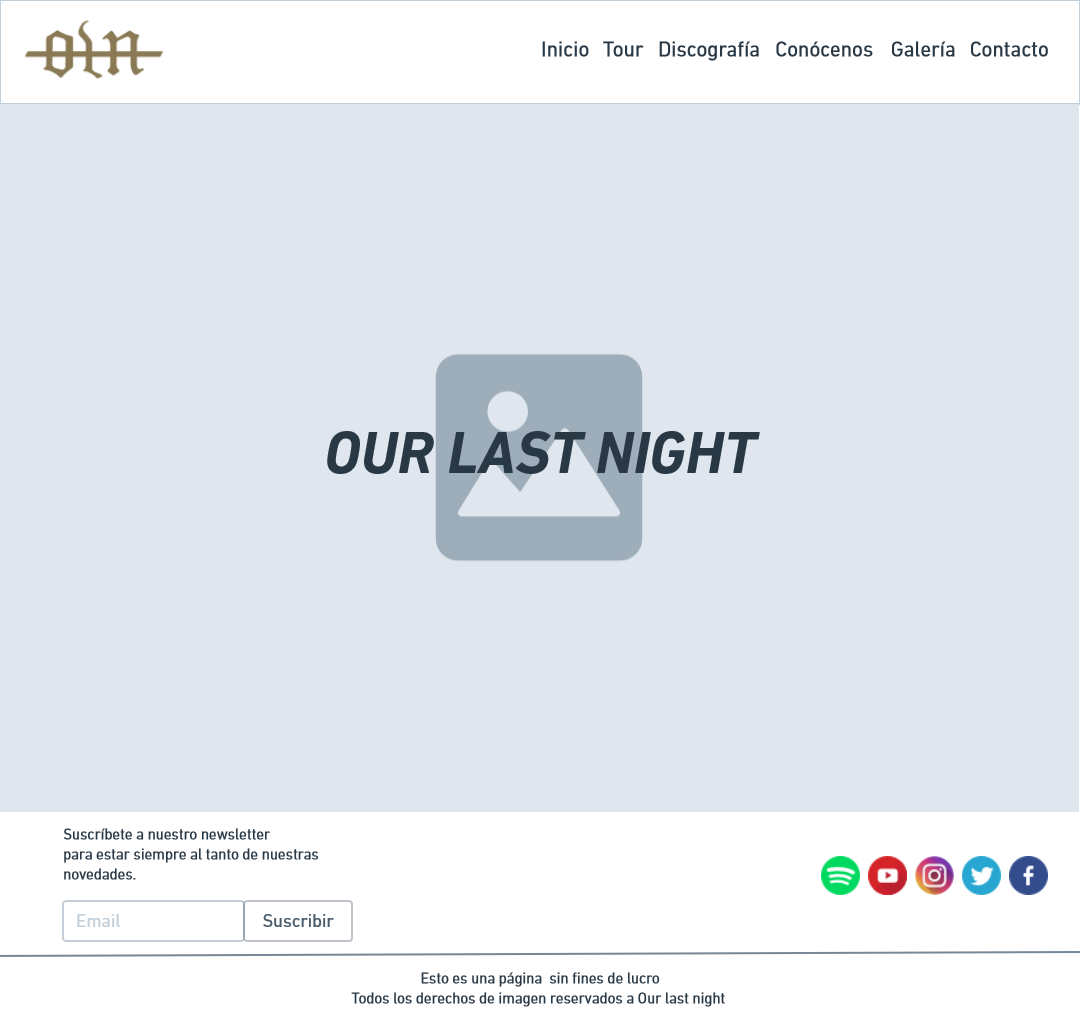 oln
Inicio Tour Discografía Conócenos Galería Contacto
OUR LAST NIGHT
Suscríbete a nuestro newsletter
para estar siempre al tanto de nuestras
novedades.
Email Suscribir
Esto es una página sin fines de lucro
Todos los derechos de imagen reservados a Our last night